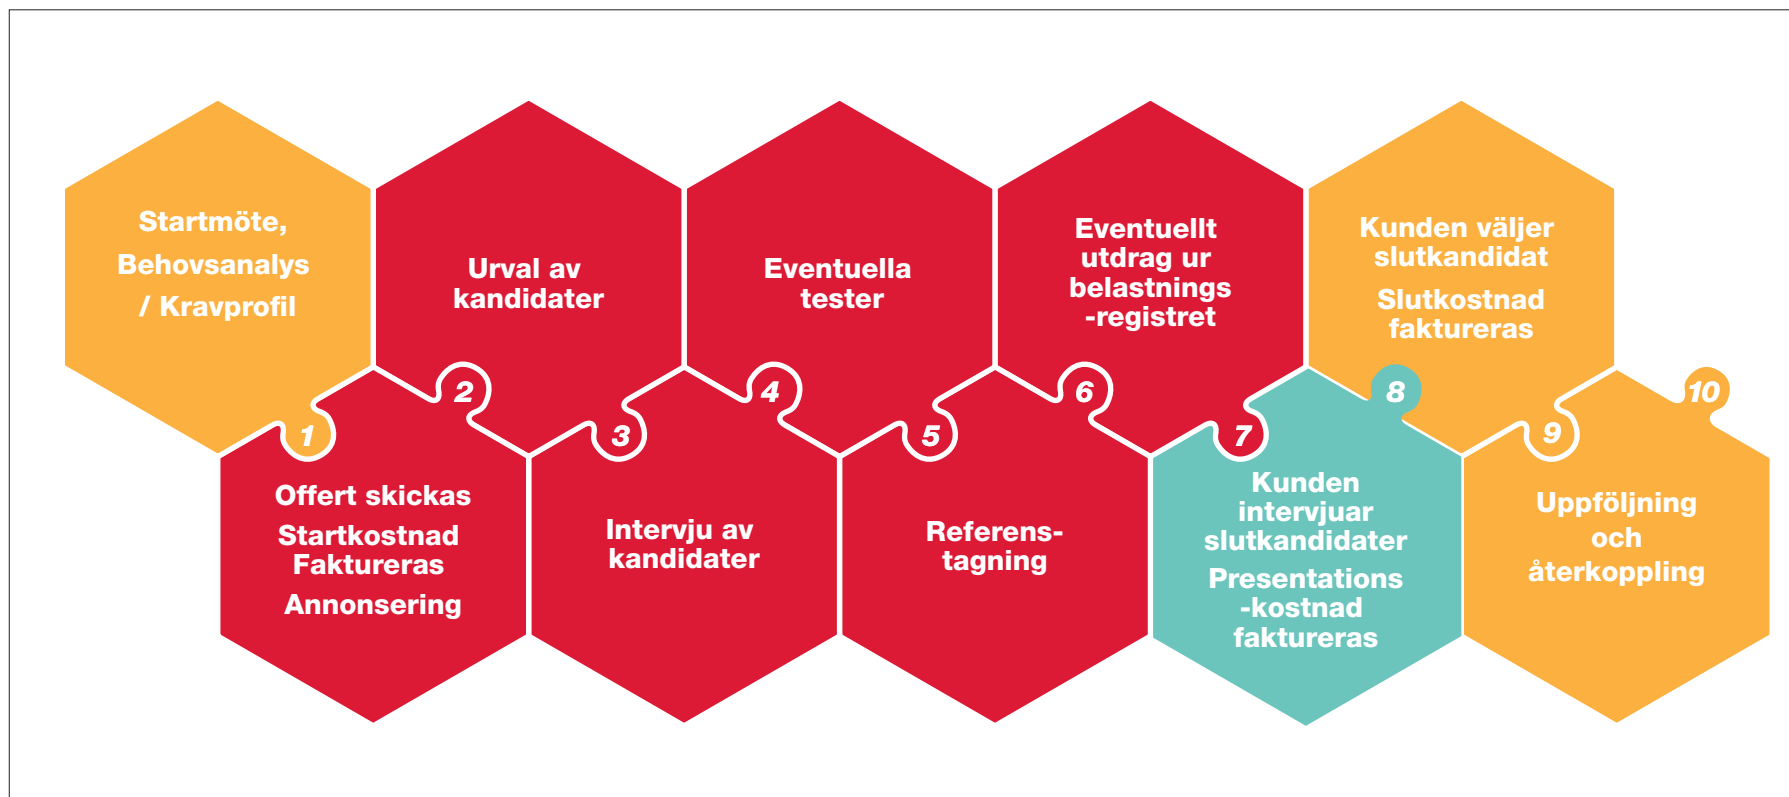 Startmöte,
Behovsanalys
/ Kravprofil
1
Offert skickas
Startkostnad
Faktureras
Annonsering
2
Urval av
kandidater
3
Intervju av
kandidater
4
Eventuella
tester
5
Referens-
tagning
6
Eventuellt
utdrag ur
belastnings
-registret
7
Kunden
intervjuar
slutkandidater
Presentations
-kostnad
faktureras
8
Kunden väljer
slutkandidat
Slutkostnad
faktureras
9
Uppföljning
och
återkoppling
10